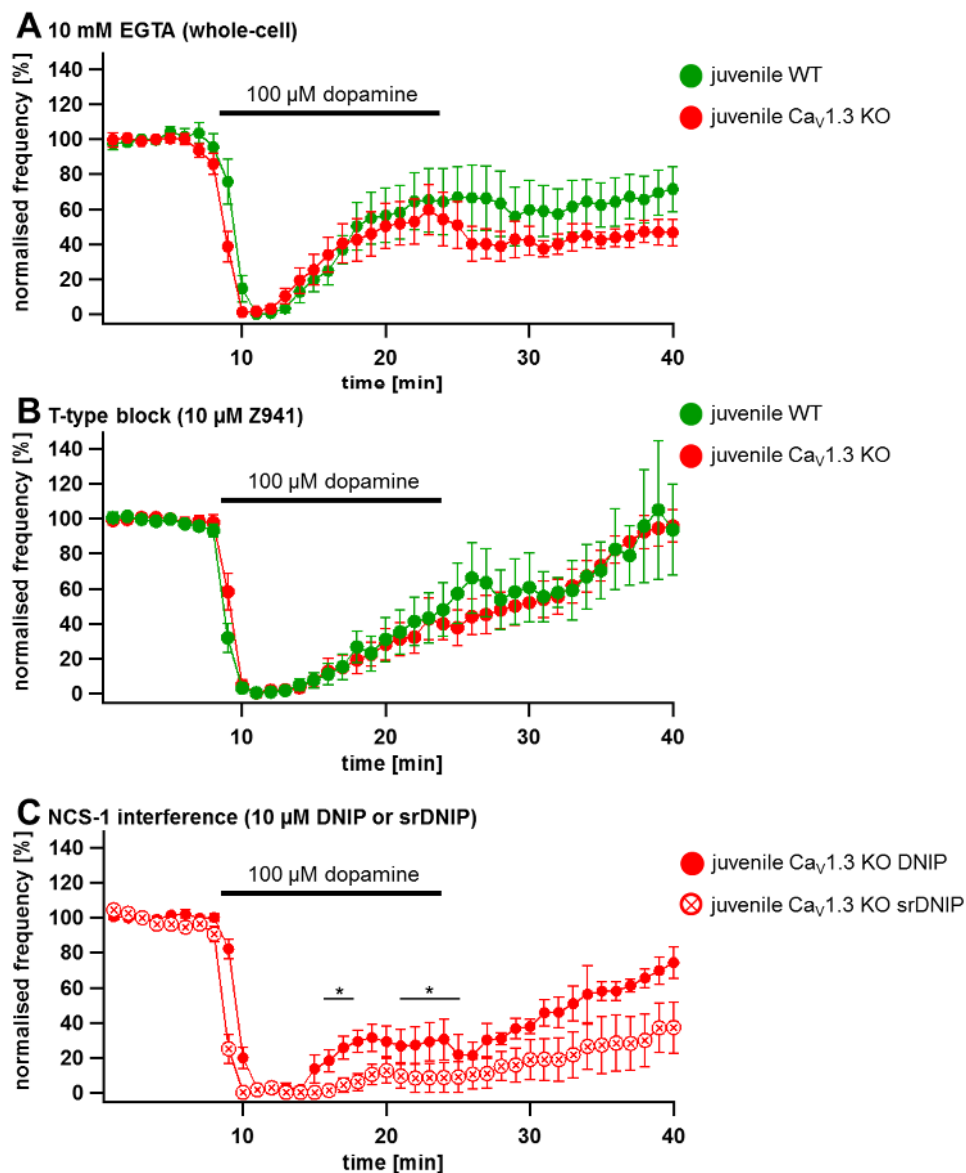 A 10 mM EGTA (whole-cell)
normalised frequency [%]
140
120
100
80
60
40
20
0
100 µM dopamine
juvenile WT
juvenile CaV1.3 KO
10
20
30
40
time [min]
B T-type block (10 µM Z941)
normalised frequency [%]
140
120
100
80
60
40
20
0
100 µM dopamine
juvenile WT
juvenile CaV1.3 KO
10
20
30
40
time [min]
C NCS-1 interference (10 µM DNIP or srDNIP)
normalised frequency [%]
140
120
100
80
60
40
20
0
100 µM dopamine
* *
juvenile CaV1.3 KO DNIP
juvenile CaV1.3 KO srDNIP
10
20
30
40
time [min]